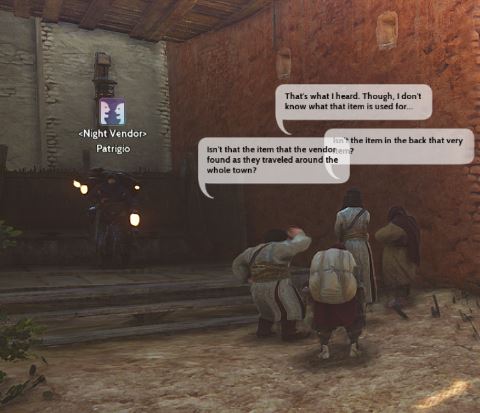 That's what I heard. Though, I don't
know what that item is used for...
<Night Vendor>
Patrigio
Isn't the item in the back that very
item?
Isn't that the item that the vendor
found as they traveled around the
whole town?